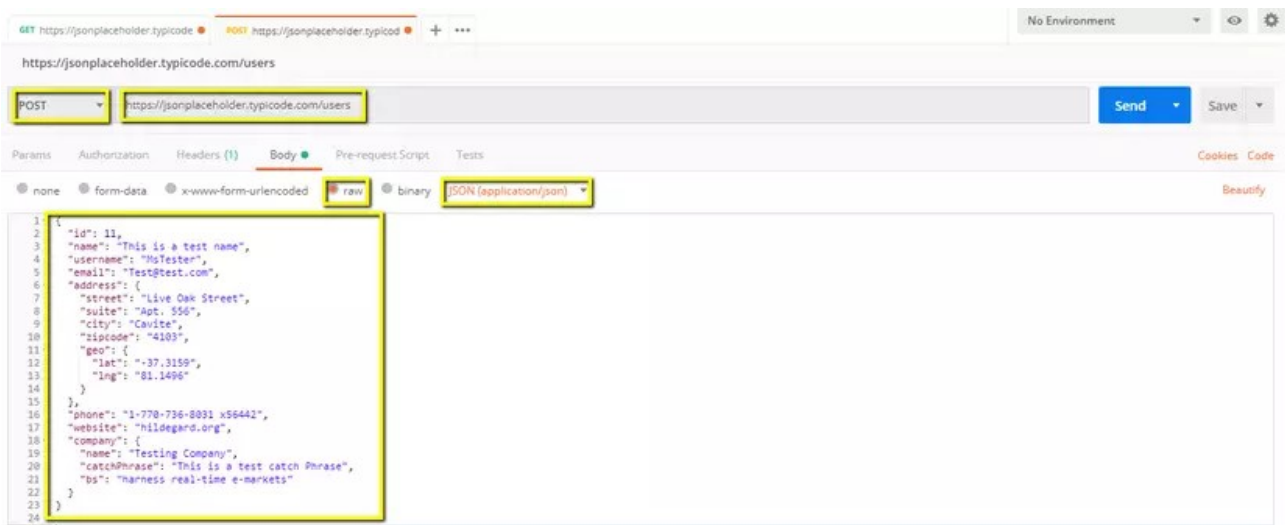 GET https://jsonplaceholder.typicode POST https://jsonplaceholder.typicod + ••• No Environment
https://jsonplaceholder.typicode.com/users
POST https://jsonplaceholder.typicode.com/users Send Save
Params Authorization Headers (1) Body Pre-request Script Tests Cookies Code
none form-data x-www-form-urlencoded raw binary JSON (application/json) Beautify
1 {
2 "id": 11,
3 "name": "This is a test name",
4 "username": "MsTester",
5 "email": "Test@test.com",
6 "address": {
7 "street": "Live Oak Street",
8 "suite": "Apt. 556",
9 "city": "Cavite",
10 "zipcode": "4103",
11 "geo": {
12 "lat": "-37.3159",
13 "lng": "81.1496"
14 }
15 },
16 "phone": "1-770-736-8031 x56442",
17 "website": "hildegard.org",
18 "company": {
19 "name": "Testing Company",
20 "catchPhrase": "This is a test catch Phrase",
21 "bs": "harness real-time e-markets"
22 }
23 }
24